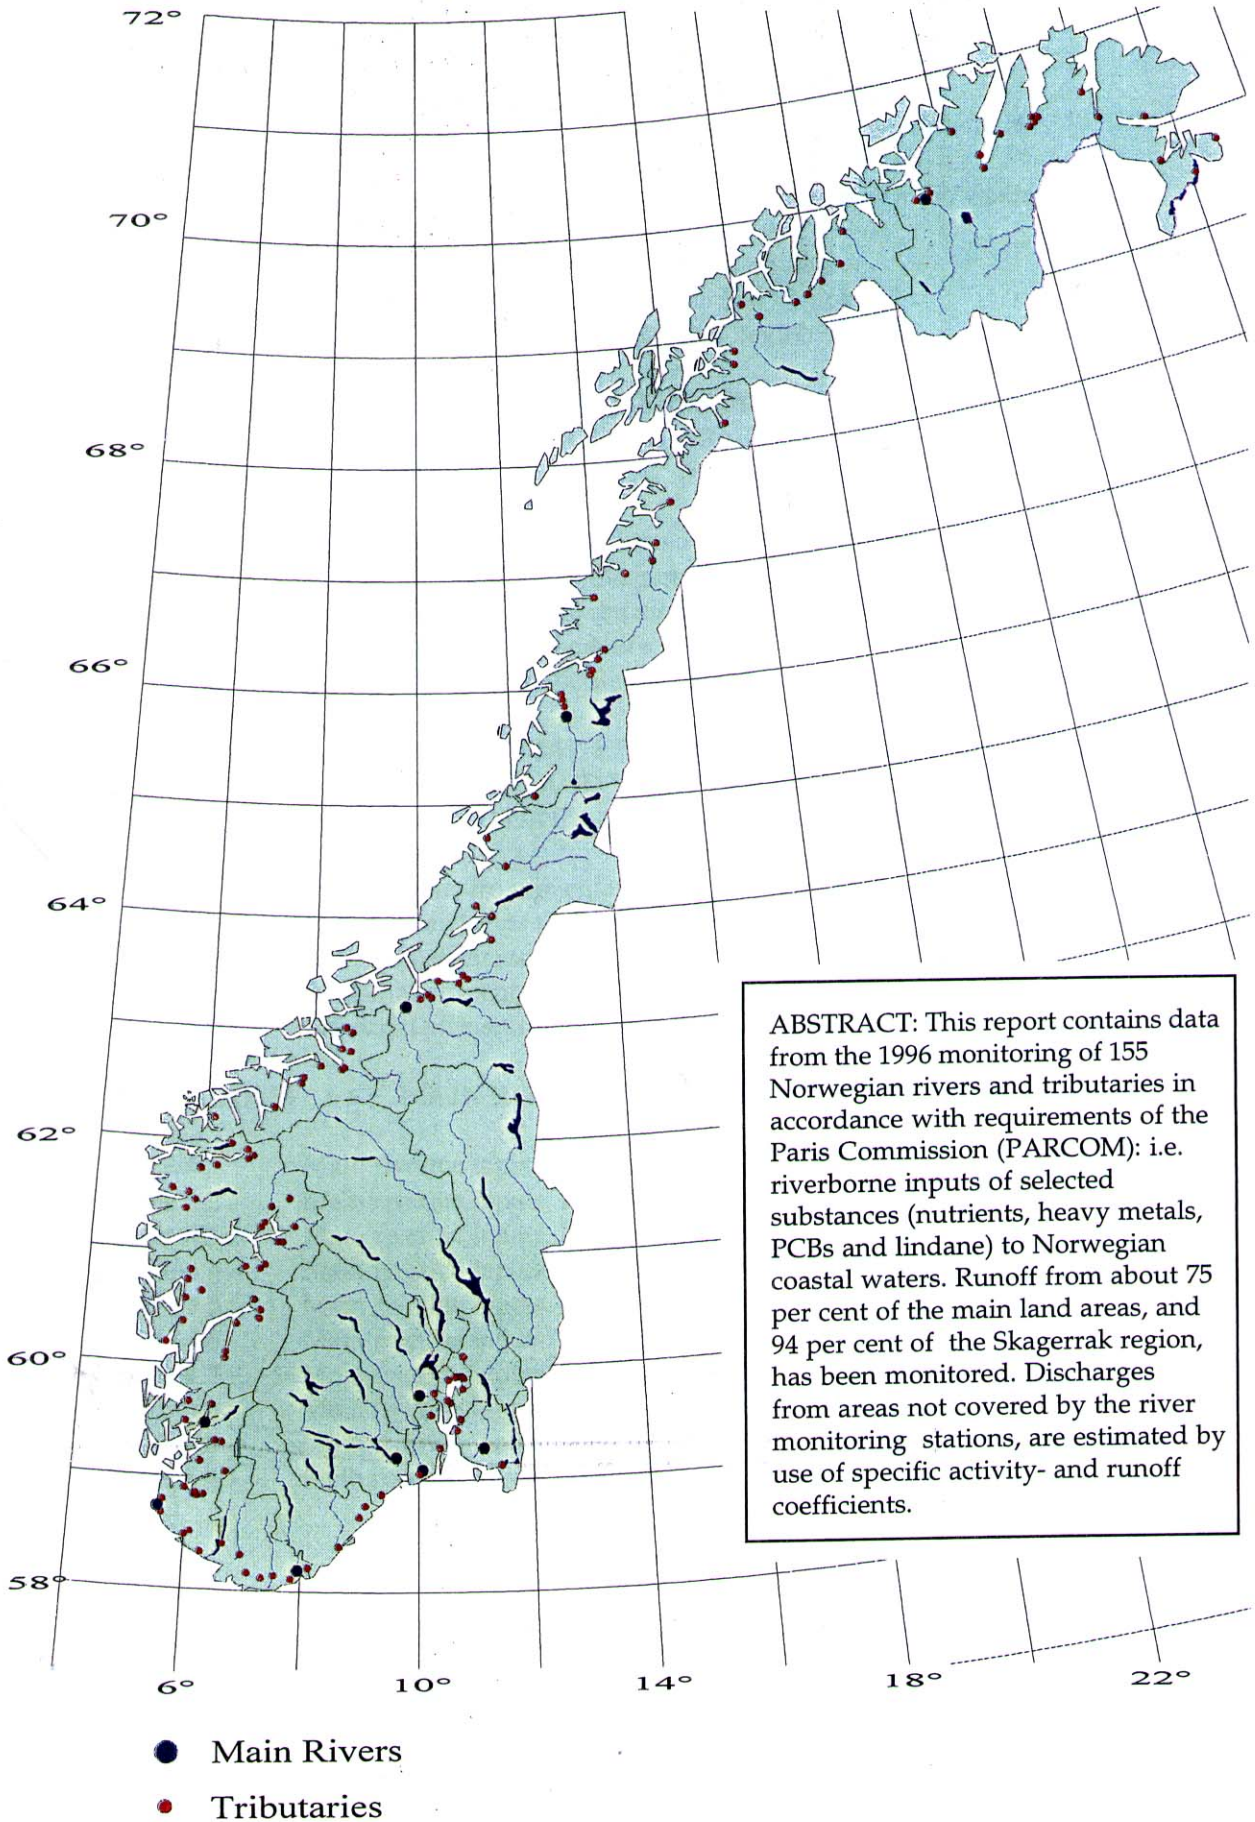 72°
70°
68°
66°
64°
62°
60°
58°
ABSTRACT: This report contains data
from the 1996 monitoring of 155
Norwegian rivers and tributaries in
accordance with requirements of the
Paris Commission (PARCOM): i.e.
riverborne inputs of selected
substances (nutrients, heavy metals,
PCBs and lindane) to Norwegian
coastal waters. Runoff from about 75
per cent of the main land areas, and
94 per cent of the Skagerrak region,
has been monitored. Discharges
from areas not covered by the river
monitoring stations, are estimated by
use of specific activity- and runoff
coefficients.
6° 10° 14° 18° 22°
Main Rivers
Tributaries